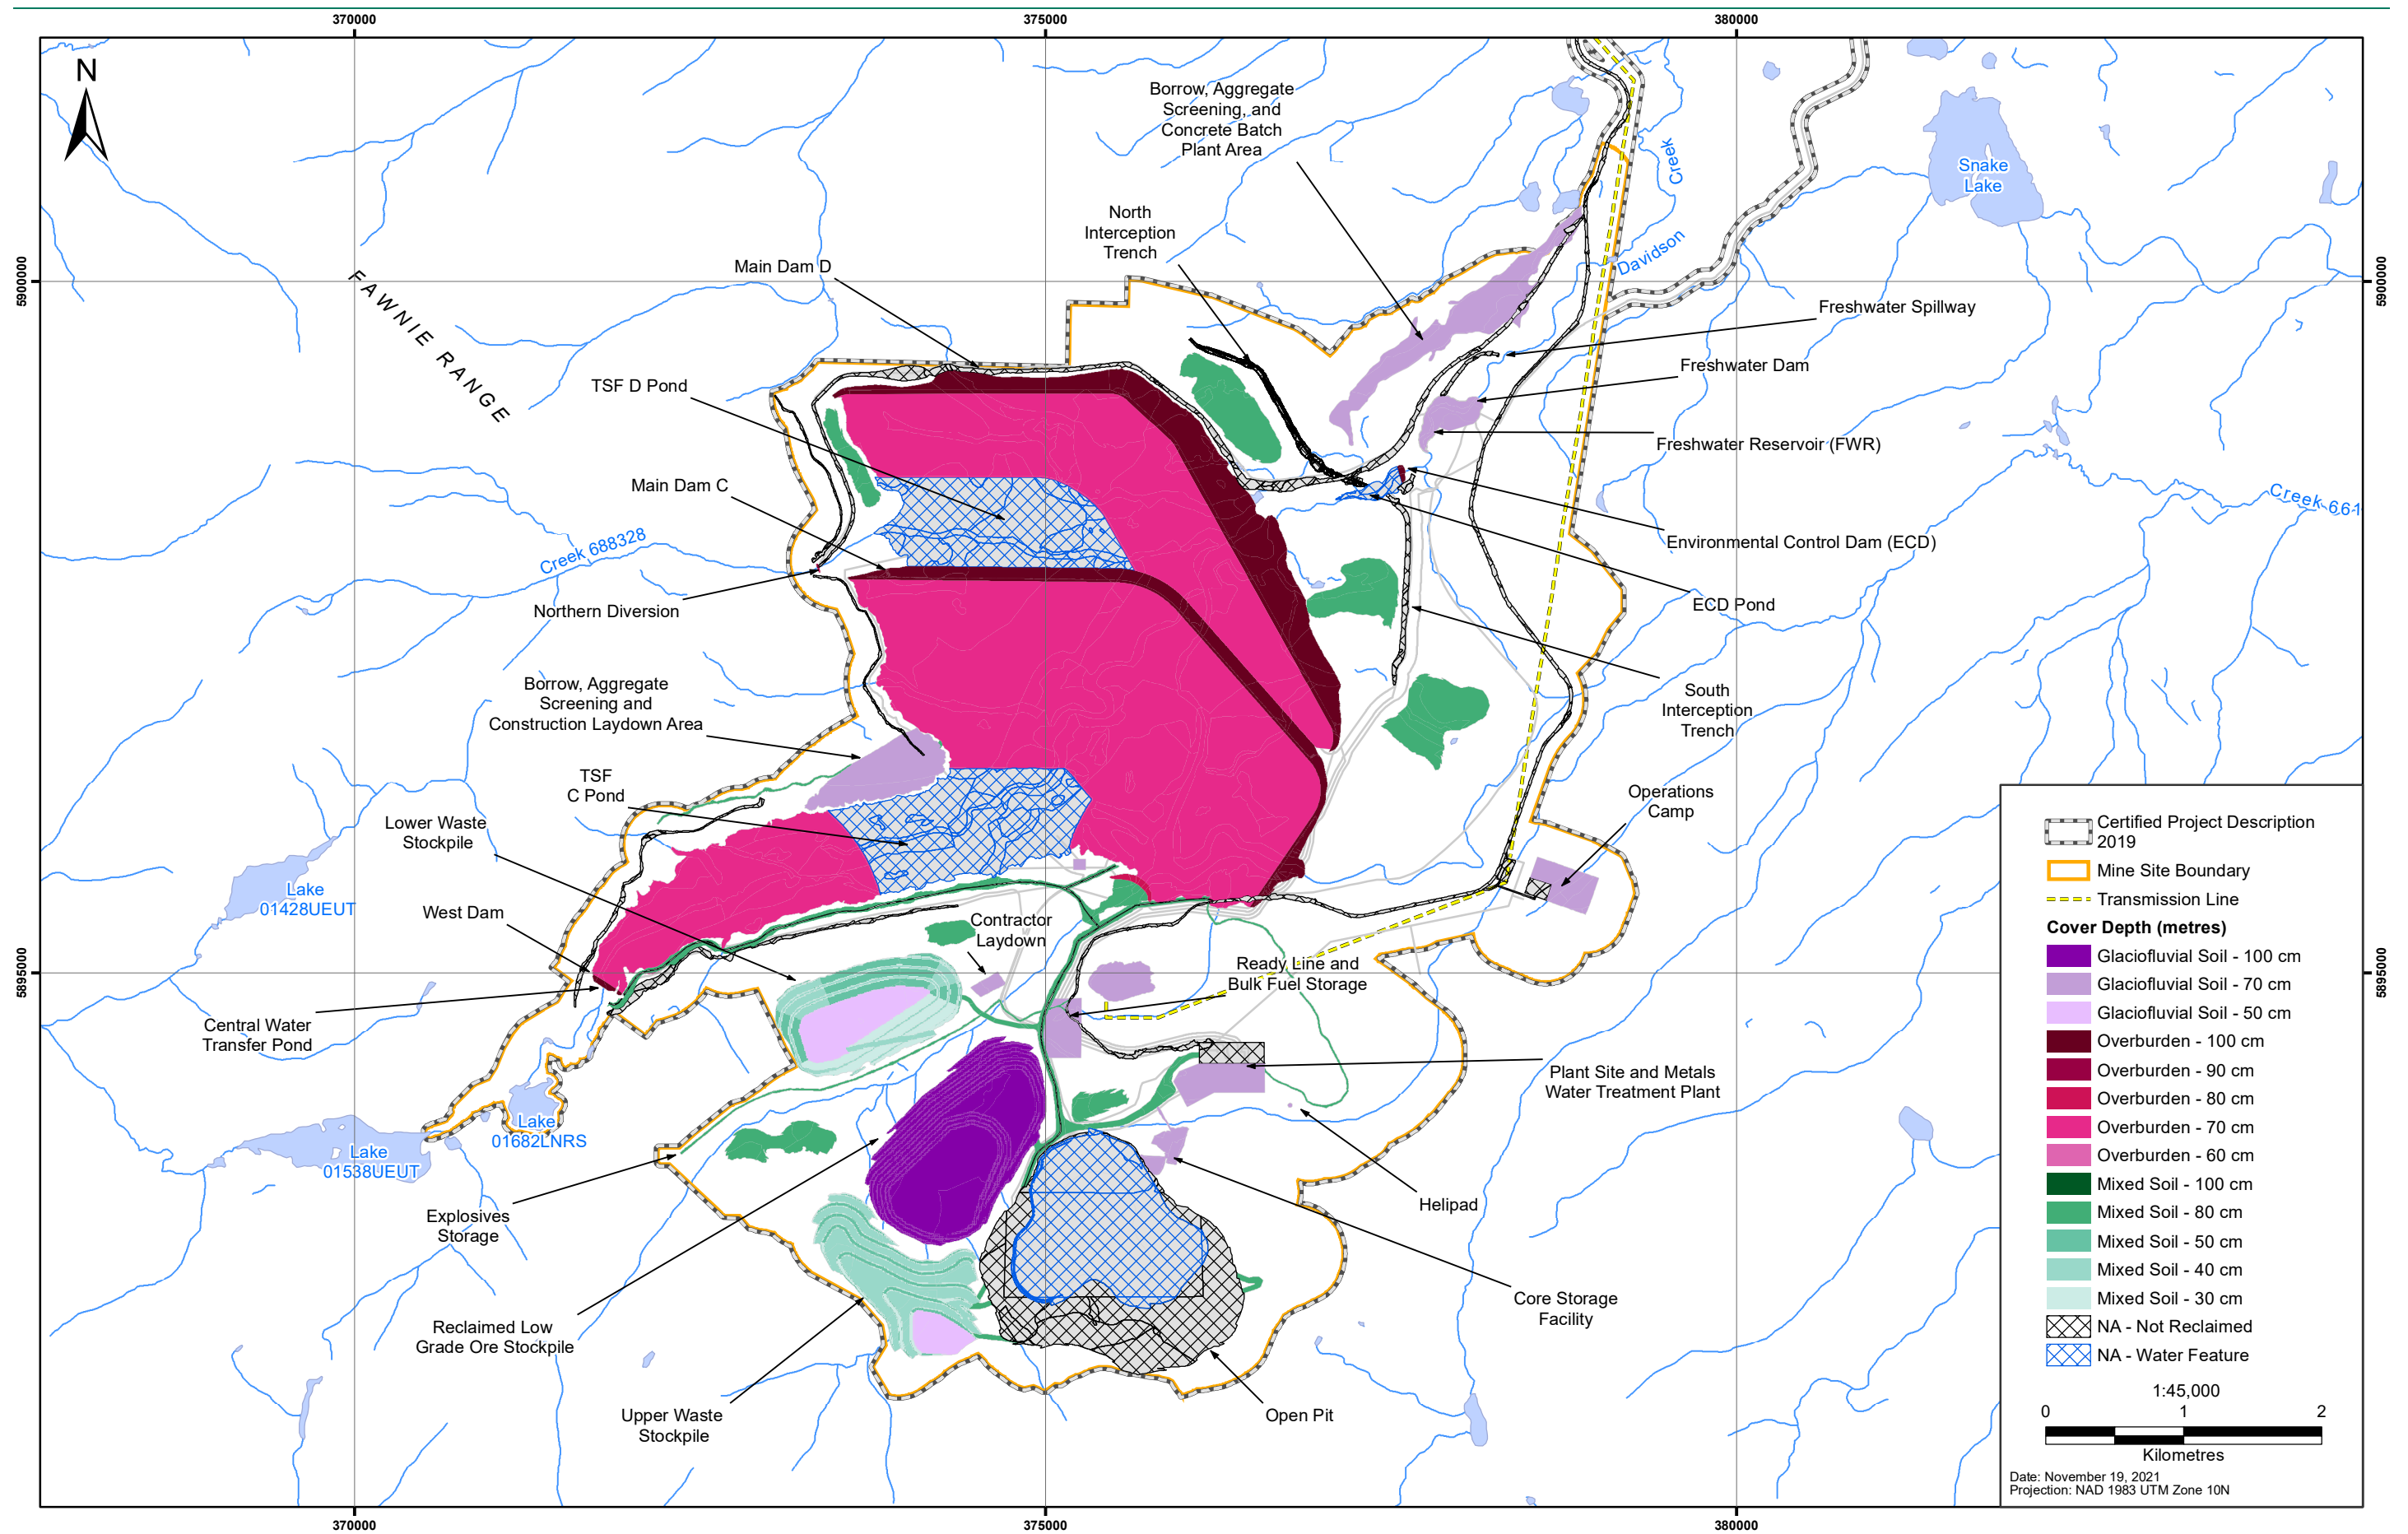 370000
375000
380000
N
5900000
5900000
5895000
5895000
FAWNIE RANGE
Borrow, Aggregate
Screening, and
Concrete Batch
Plant Area
North
Interception
Trench
Main Dam D
TSF D Pond
Main Dam C
Creek 688328
Northern Diversion
Borrow, Aggregate
Screening and
Construction Laydown Area
TSF
C Pond
Lower Waste
Stockpile
Lake
01428UEUT
West Dam
Central Water
Transfer Pond
Lake
01682LNRS
Lake
01538UEUT
Explosives
Storage
Reclaimed Low
Grade Ore Stockpile
Upper Waste
Stockpile
Contractor
Laydown
Ready Line and
Bulk Fuel Storage
Creek
Davidson
Snake
Lake
Freshwater Spillway
Freshwater Dam
Freshwater Reservoir (FWR)
Creek 661
Environmental Control Dam (ECD)
ECD Pond
South
Interception
Trench
Operations
Camp
Plant Site and Metals
Water Treatment Plant
Helipad
Core Storage
Facility
Open Pit
Certified Project Description
2019
Mine Site Boundary
Transmission Line
Cover Depth (metres)
Glaciofluvial Soil - 100 cm
Glaciofluvial Soil - 70 cm
Glaciofluvial Soil - 50 cm
Overburden - 100 cm
Overburden - 90 cm
Overburden - 80 cm
Overburden - 70 cm
Overburden - 60 cm
Mixed Soil - 100 cm
Mixed Soil - 80 cm
Mixed Soil - 50 cm
Mixed Soil - 40 cm
Mixed Soil - 30 cm
NA - Not Reclaimed
NA - Water Feature
1:45,000
0 1 2
Kilometres
Date: November 19, 2021
Projection: NAD 1983 UTM Zone 10N
370000
375000
380000